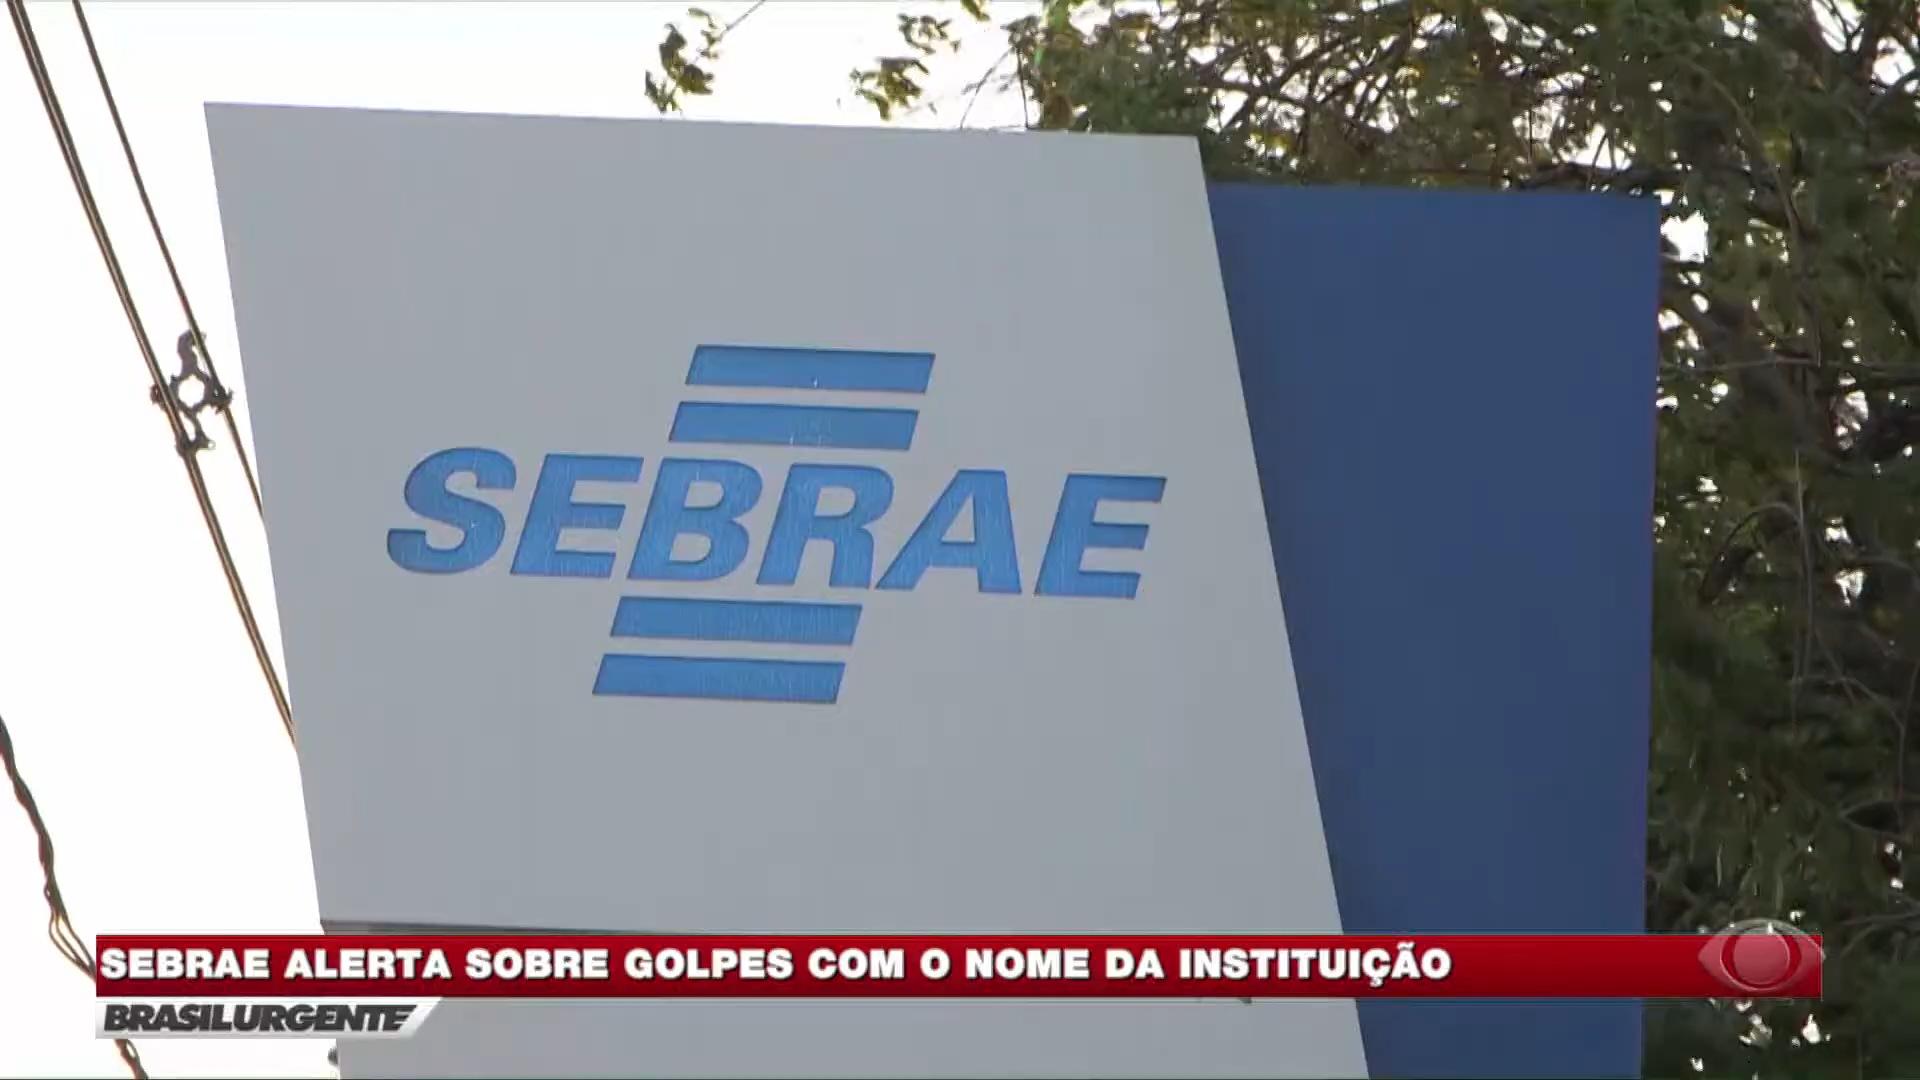 SEBRAE
SEBRAE ALERTA SOBRE GOLPES COM O NOME DA INSTITUIÇÃO
BRASILURGENTE